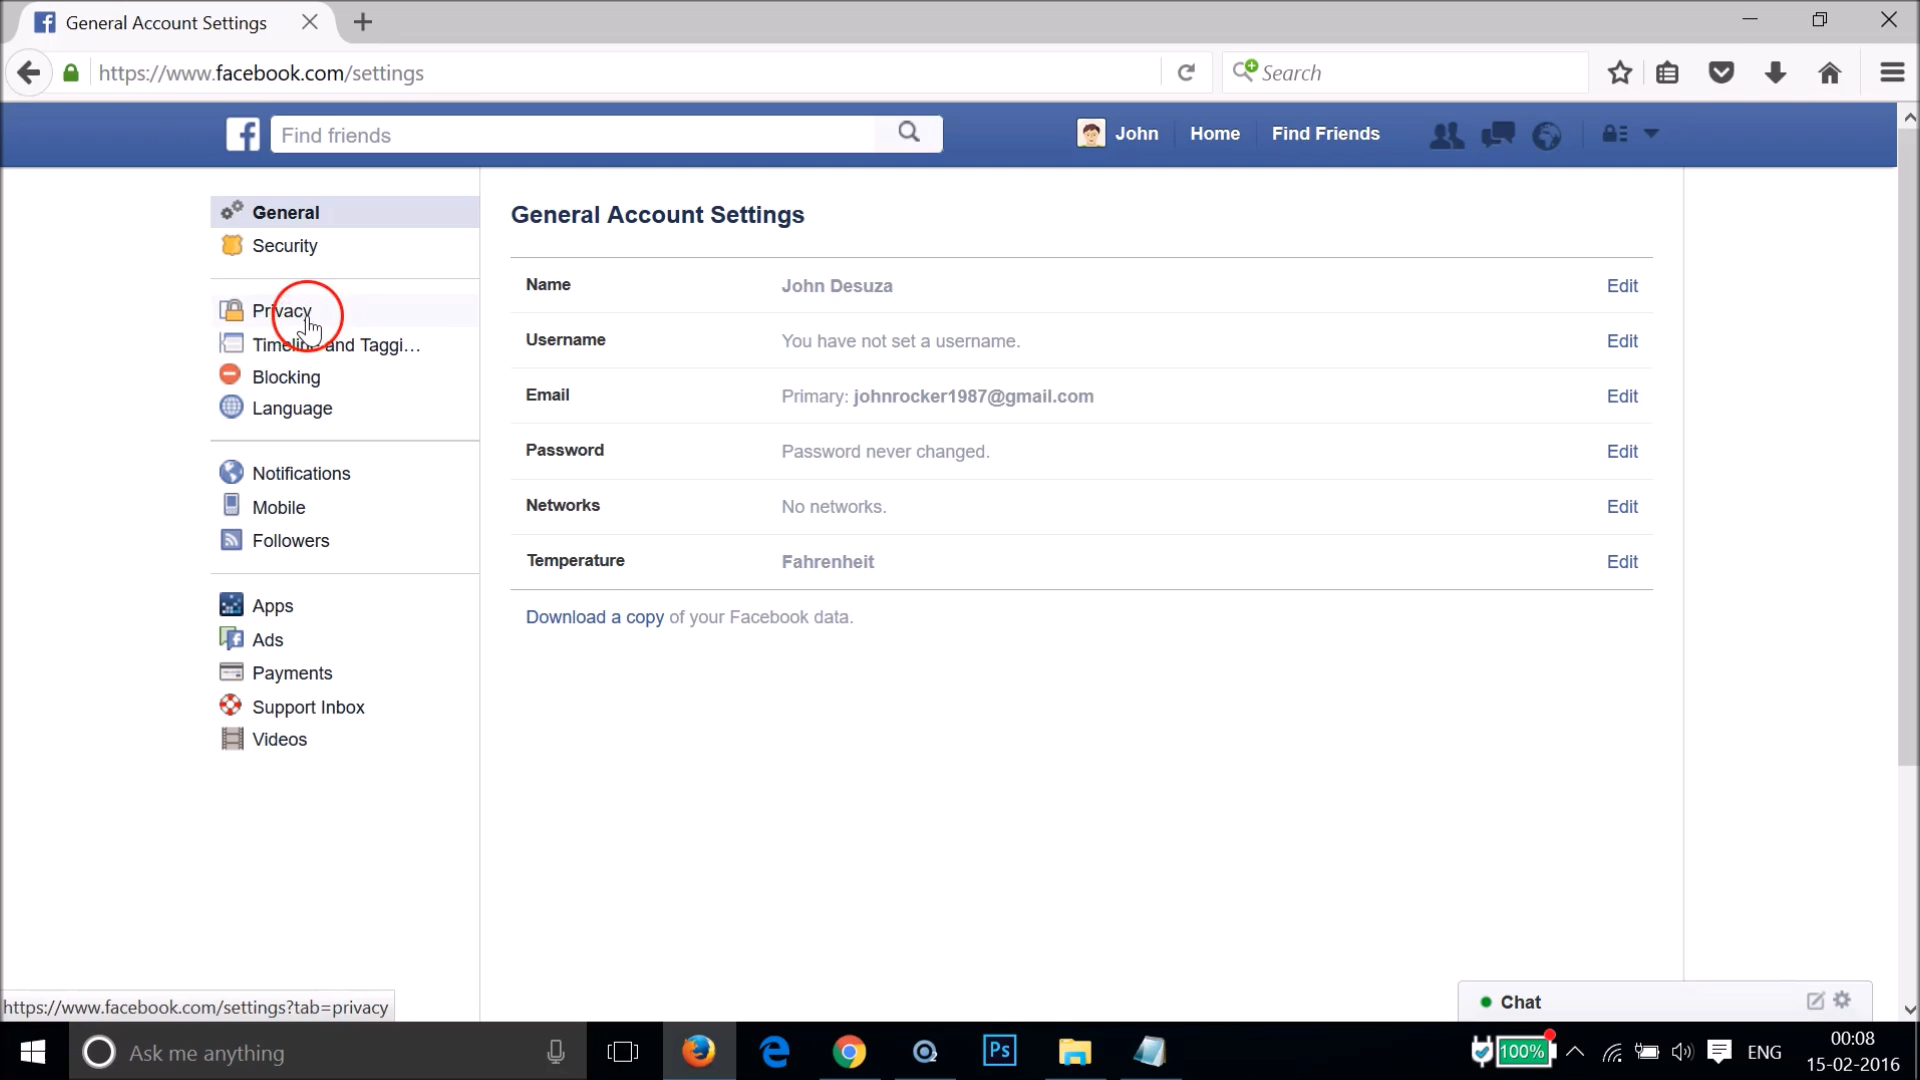 General Account Settings
https://www.facebook.com/settings
Search
Find friends
John
Home
Find Friends
General
Security
Privacy
Timeline and Taggi...
Blocking
Language
Notifications
Mobile
Followers
Apps
Ads
Payments
Support Inbox
Videos
General Account Settings
Name John Desuza Edit
Username You have not set a username. Edit
Email Primary: johnrocker1987@gmail.com Edit
Password Password never changed. Edit
Networks No networks. Edit
Temperature Fahrenheit Edit
Download a copy of your Facebook data.
Chat
https://www.facebook.com/settings?tab=privacy
Ask me anything
Ps
100%
ENG
00:08
15-02-2016